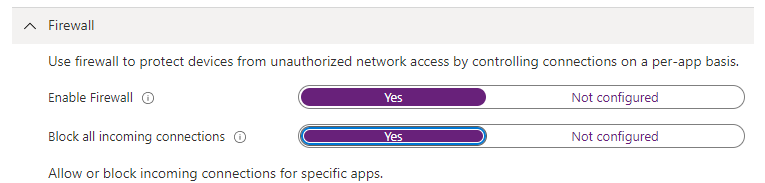 Firewall
Use firewall to protect devices from unauthorized network access by controlling connections on a per-app basis.
Enable Firewall Yes Not configured
Block all incoming connections Yes Not configured
Allow or block incoming connections for specific apps.